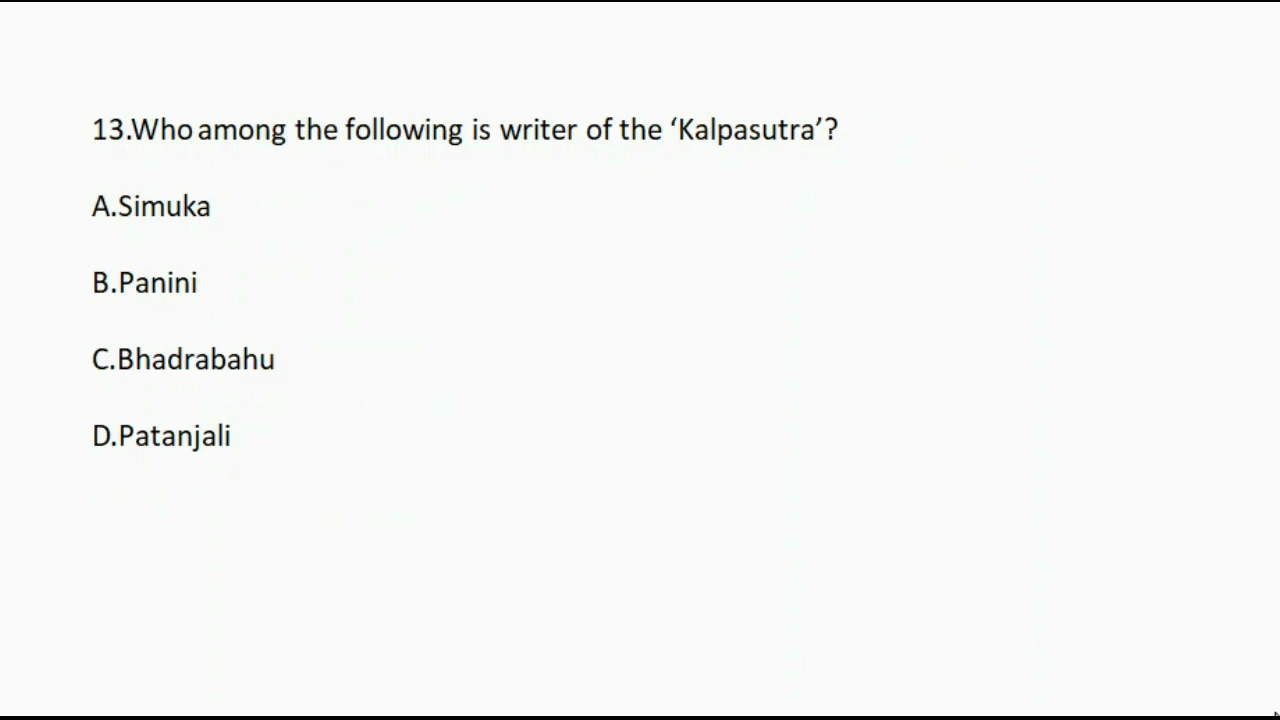 13.Who among the following is writer of the ‘Kalpasutra’?
A.Simuka
B.Panini
C.Bhadrabahu
D.Patanjali